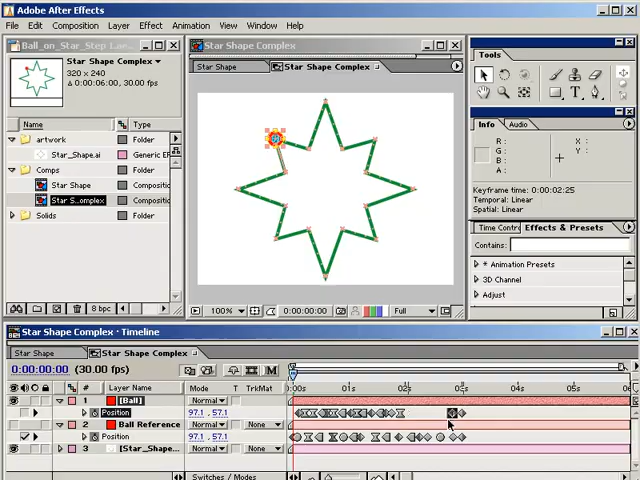 Adobe After Effects
File Edit Composition Layer Effect Animation View Window Help
Ball_on_Star_Step
Star Shape Complex
320 x 240
Δ 0:00:06:00, 30.00 fps
Name Type
artwork Folder
Star_Shape.ai Generic E
Comps Folder
Star Shape Compositio
Star S..omplex Compositio
Solids Folder
8 bpc
Star Shape Complex
Star Shape Star Shape Complex
100% 0:00:00:00 Full
Tools
Info Audio
R: X:
G: Y:
B:
A:
Keyframe time: 0:00:02:25
Temporal: Linear
Spatial: Linear
Time Contr Effects & Presets
Contains:
* Animation Presets
3D Channel
Adjust
Star Shape Complex • Timeline
Star Shape Star Shape Complex
0:00:00:00 (30.00 fps)
0:00s 01s 02s 03s 04s 05s 06s
# Layer Name Mode T TrkMat
1 [Ball] Normal
Position 97.1, 57.1
2 Ball Reference Normal
Position 97.1, 57.1
3 [Star_Shape... Normal
Switches / Modes